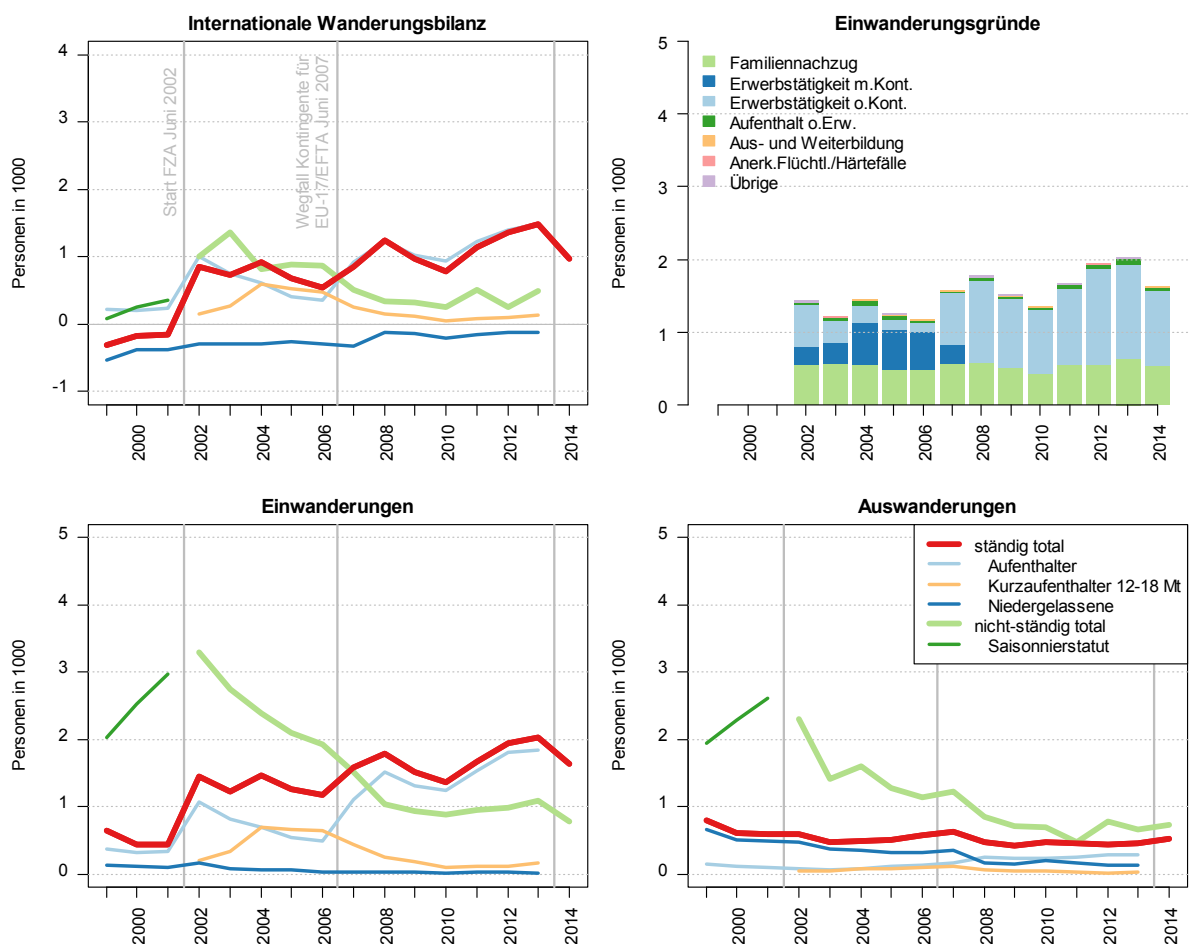 Internationale Wanderungsbilanz
Personen in 1000
4
3
2
1
0
-1
Start FZA Juni 2002
Wegfall Kontingente für
EU-17/EFTA Juni 2007
2000
2002
2004
2006
2008
2010
2012
2014
Einwanderungsgründe
Personen in 1000
5
4
3
2
1
0
Familiennachzug
Erwerbstätigkeit m.Kont.
Erwerbstätigkeit o.Kont.
Aufenthalt o.Erw.
Aus- und Weiterbildung
Anerk.Flüchtl./Härtefälle
Übrige
2000
2002
2004
2006
2008
2010
2012
2014
Einwanderungen
Personen in 1000
5
4
3
2
1
0
2000
2002
2004
2006
2008
2010
2012
2014
Auswanderungen
Personen in 1000
5
4
3
2
1
0
ständig total
Aufenthalter
Kurzaufenthalter 12-18 Mt
Niedergelassene
nicht-ständig total
Saisonnierstatut
2000
2002
2004
2006
2008
2010
2012
2014